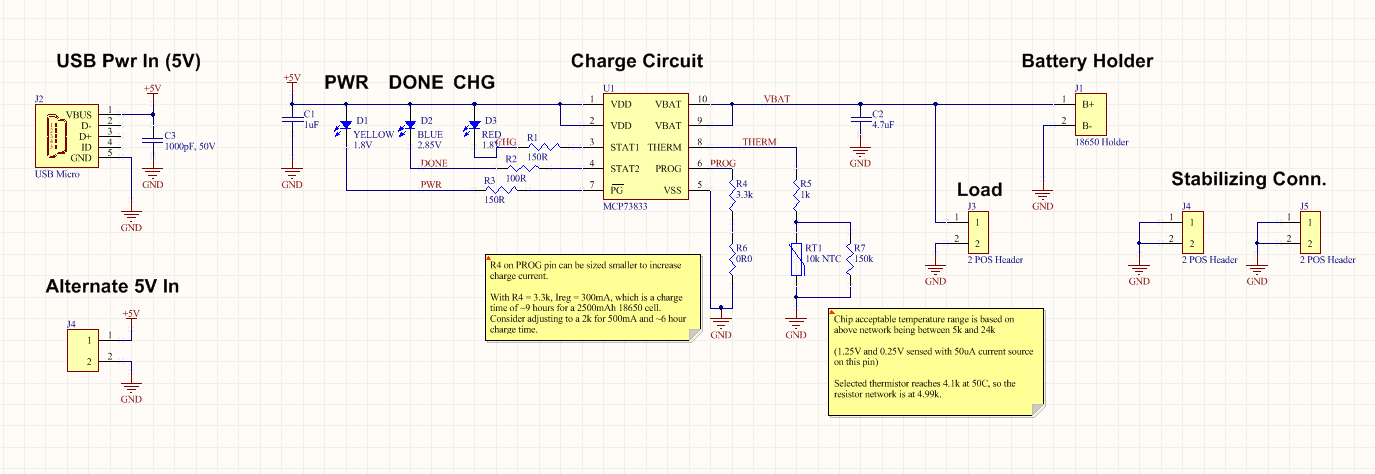 USB Pwr In (5V)
+5V
J2
VBUS 1
D- 2
D+ 3
ID 4
GND 5
USB Micro
C3
1000pF, 50V
GND
GND
Alternate 5V In
J4
+5V
1 1
2 2
GND
Charge Circuit
PWR DONE CHG
+5V
C1
1uF
GND
D1
YELLOW
1.8V
D2
BLUE
2.85V
D3
RED
1.8V
CHG
R1
150R
DONE
R2
100R
PWR
R3
150R
U1
1 VDD VBAT 10
2 VDD VBAT 9
3 STAT1 THERM 8
4 STAT2 PROG 6
7 PG VSS 5
MCP73833
VBAT
THERM
PROG
R4
3.3k
R6
0R0
GND
R5
1k
RT1
10k NTC
R7
150k
GND
C2
4.7uF
GND
R4 on PROG pin can be sized smaller to increase
charge current.
With R4 = 3.3k, Ireg = 300mA, which is a charge
time of ~9 hours for a 2500mAh 18650 cell.
Consider adjusting to a 2k for 500mA and ~6 hour
charge time.
Chip acceptable temperature range is based on
above network being between 5k and 24k
(1.25V and 0.25V sensed with 50uA current source
on this pin)
Selected thermistor reaches 4.1k at 50C, so the
resistor network is at 4.99k.
Battery Holder
J1
1 B+
2 B-
18650 Holder
GND
Load
J3
1 1
2 2
2 POS Header
GND
Stabilizing Conn.
J4
1 1
2 2
2 POS Header
GND
J5
1 1
2 2
2 POS Header
GND